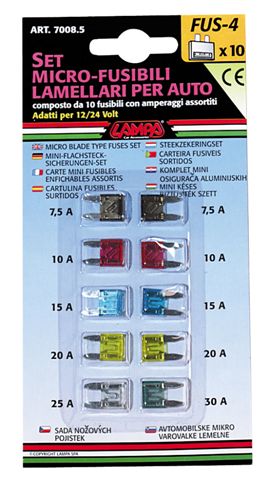 ART. 7008.5
FUS-4
x 10
SET
MICRO-FUSIBILI
LAMELLARI PER AUTO
composto da 10 fusibili con amperaggi assortiti
Adatti per 12/24 Volt
CE
LAMPA
MICRO BLADE TYPE FUSES SET
MINI-FLACHSTECK-
SICHERUNGEN-SET
CARTE MINI FUSIBLES
ENFICHABLES ASSORTIS
CARTULINA FUSIBLES
SURTIDOS
STEEKZEKERINGSET
CARTEIRA FUSIVEIS
SORTIDOS
KOMPLET MINI
OSIGURAČA ALUMINIJSKIH
MINI KÉSES
BIZTOSÍTÉK SZETT
7,5 A
7,5 A
10 A
10 A
15 A
15 A
20 A
20 A
25 A
30 A
SADA NOŽOVÝCH
POJISTEK
AVTOMOBILSKE MIKRO
VAROVALKE LEMELNE
© COPYRIGHT LAMPA SPA